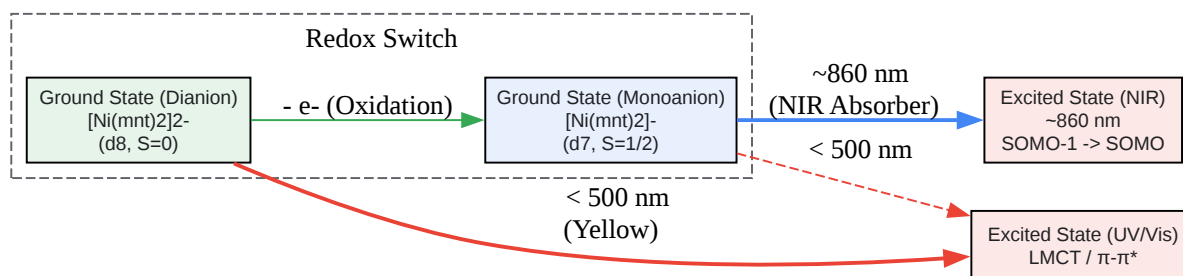 Redox Switch
Ground State (Dianion)
[Ni(mnt)2]2-
(d8, S=0)
- e- (Oxidation)
Ground State (Monoanion)
[Ni(mnt)2]-
(d7, S=1/2)
~860 nm
(NIR Absorber)
< 500 nm
Excited State (NIR)
~860 nm
SOMO-1 -> SOMO
< 500 nm
(Yellow)
Excited State (UV/Vis)
LMCT / π-π*